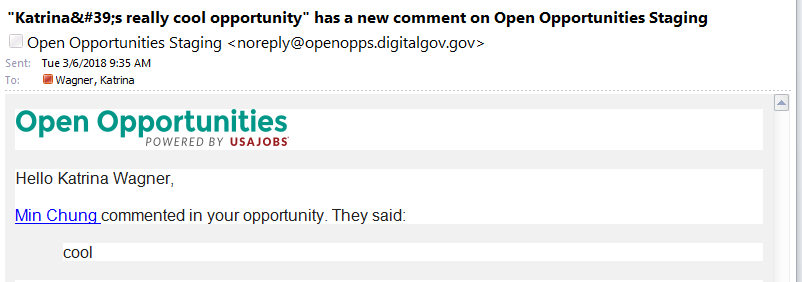 "Katrina&#39;s really cool opportunity" has a new comment on Open Opportunities Staging
Open Opportunities Staging <noreply@openopps.digitalgov.gov>
Sent: Tue 3/6/2018 9:35 AM
To: Wagner, Katrina
Open Opportunities
POWERED BY USAJOBS
Hello Katrina Wagner,
Min Chung commented in your opportunity. They said:
cool